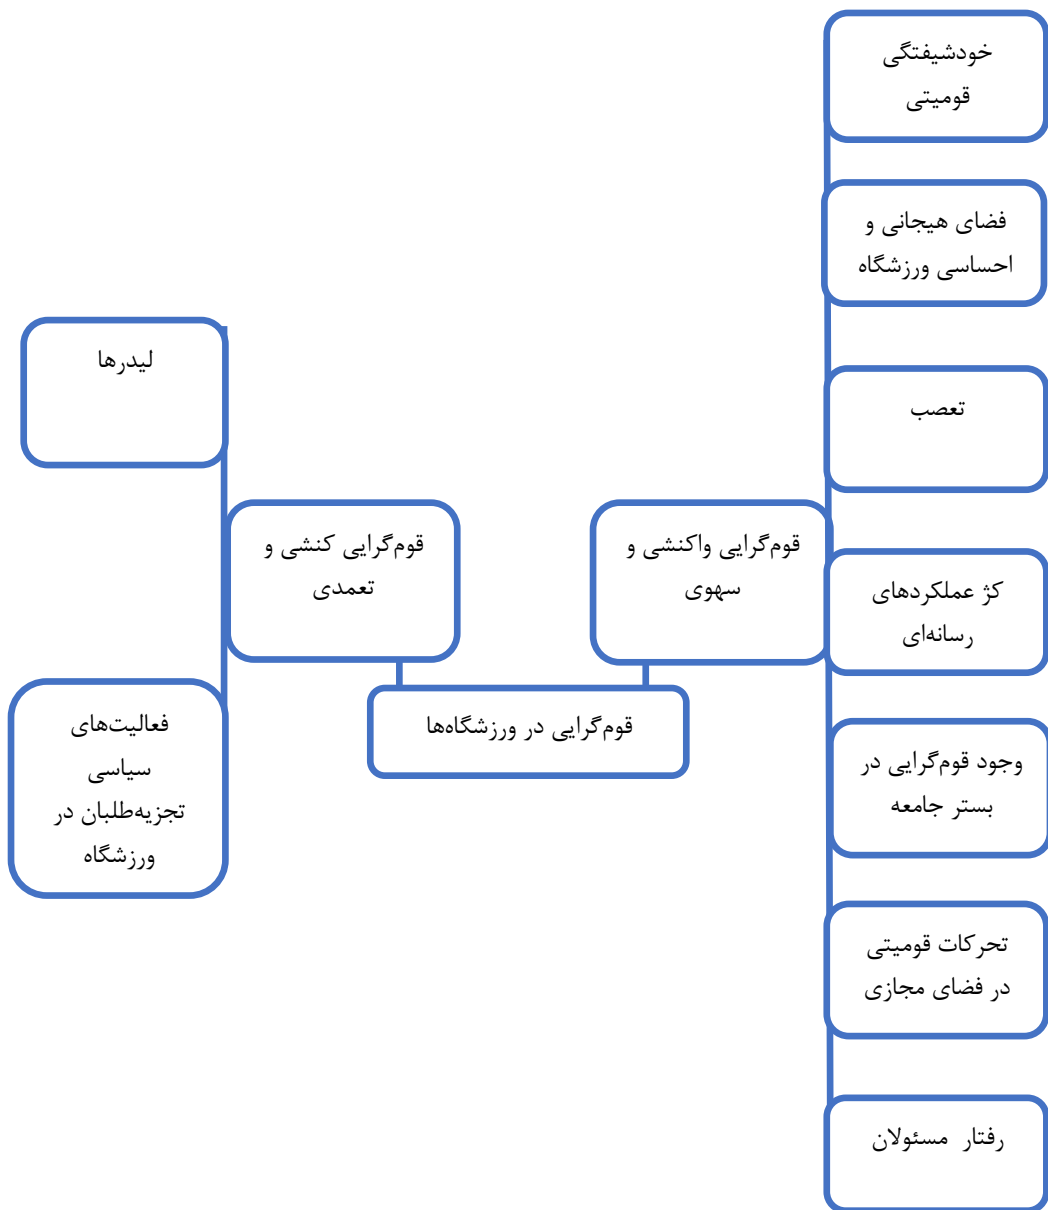 خودشیفتگی
قومیتی
فضای هیجانی و
احساسی ورزشگاه
تعصب
کژ عملکردهای
رسانه‌ای
وجود قوم‌گرایی در
بستر جامعه
تحرکات قومیتی
در فضای مجازی
رفتار مسئولان
قوم‌گرایی واکنشی و
سهوی
قوم‌گرایی در ورزشگاه‌ها
قوم‌گرایی کنشی و
تعمدی
لیدرها
فعالیت‌های
سیاسی
تجزیه‌طلبان در
ورزشگاه